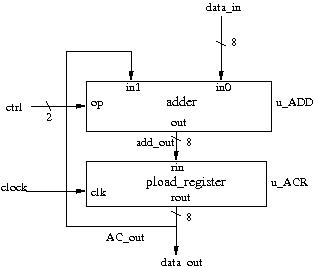 data_in
8
in1 in0
ctrl
2
op adder
u_ADD
out
add_out 8
rin
clock
clk pload_register
u_ACR
rout
8
AC_out
data_out